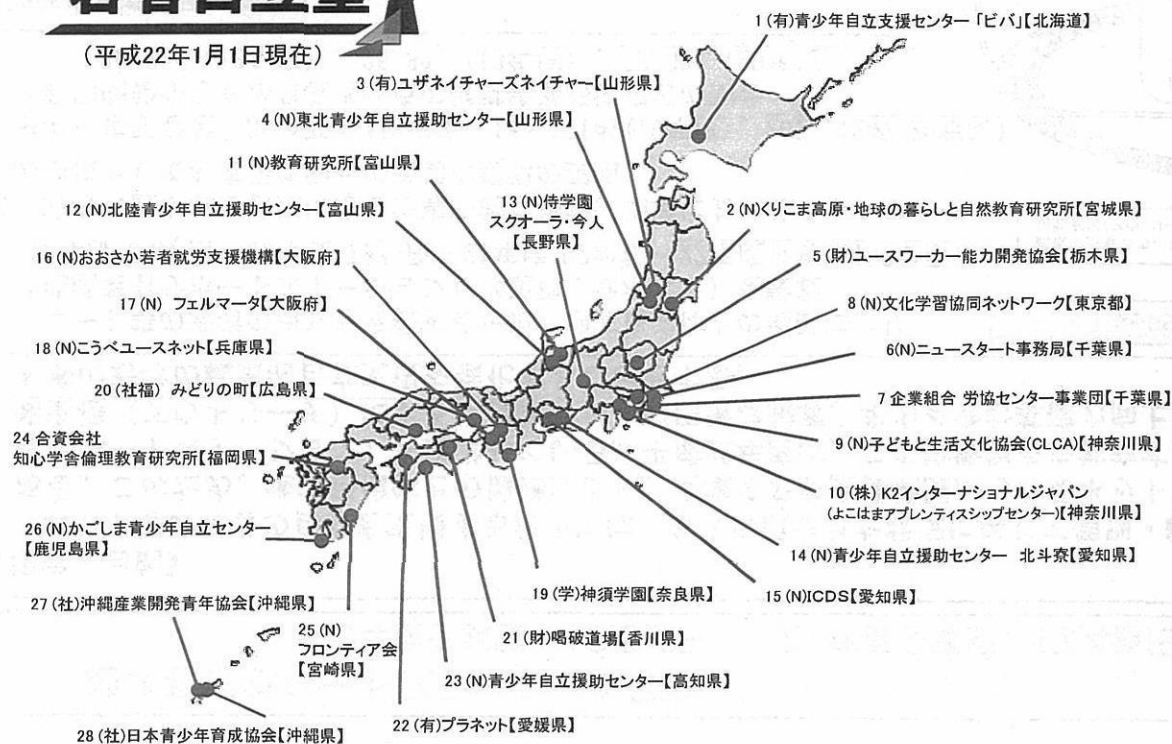 若者自立塾
(平成22年1月1日現在)
1 (有)青少年自立支援センター「ビバ」【北海道】
3 (有)ユザネイチャーズネイチャー【山形県】
4 (N)東北青少年自立援助センター【山形県】
11 (N)教育研究所【富山県】
12 (N)北陸青少年自立援助センター【富山県】
13 (N)侍学園
スクオーラ・今人
【長野県】
2 (N)くりこま高原・地球の暮らしと自然教育研究所【宮城県】
16 (N)おおさか若者就労支援機構【大阪府】
5 (財)ユースワーカー能力開発協会【栃木県】
17 (N) フェルマータ【大阪府】
8 (N)文化学習協同ネットワーク【東京都】
18 (N)こうべユースネット【兵庫県】
6(N)ニュースタート事務局【千葉県】
20 (社福) みどりの町【広島県】
7 企業組合 労協センター事業団【千葉県】
24 合資会社
知心学舎倫理教育研究所【福岡県】
9 (N)子どもと生活文化協会(CLCA)【神奈川県】
10 (株) K2インターナショナルジャパン
(よこはまアプレンティスシップセンター)【神奈川県】
26 (N)かごしま青少年自立センター
【鹿児島県】
14 (N)青少年自立援助センター 北斗寮【愛知県】
27 (社)沖縄産業開発青年協会【沖縄県】
19 (学)神須学園【奈良県】
15 (N)ICDS【愛知県】
25 (N)
フロンティア会
【宮崎県】
21 (財)喝破道場【香川県】
23 (N)青少年自立援助センター【高知県】
22 (有)プラネット【愛媛県】
28 (社)日本青少年育成協会【沖縄県】